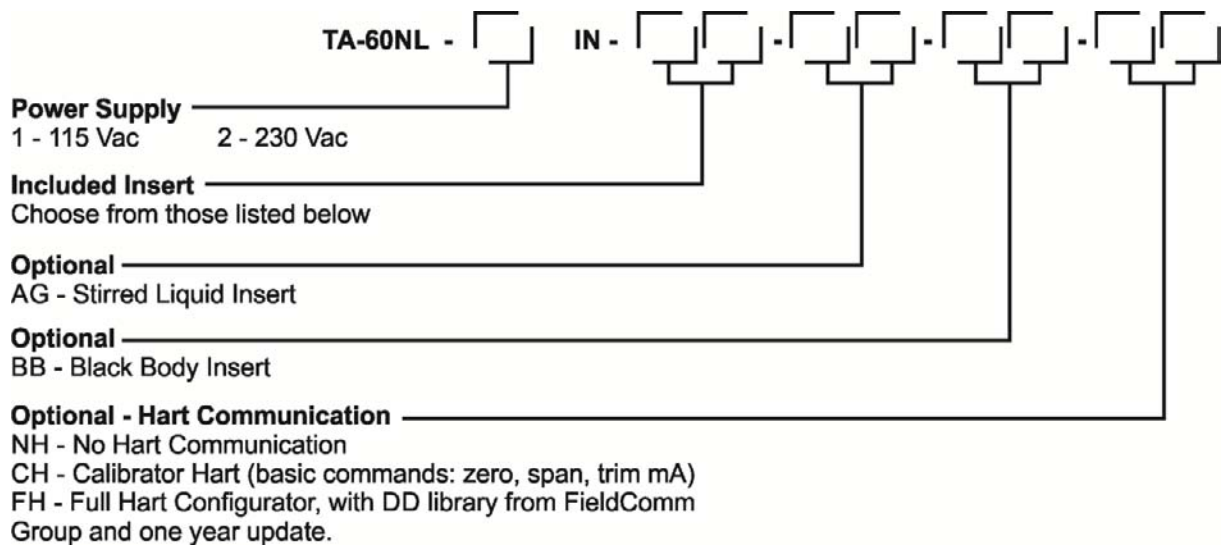 TA-60NL - IN - - - -
Power Supply
1 - 115 Vac 2 - 230 Vac
Included Insert
Choose from those listed below
Optional
AG - Stirred Liquid Insert
Optional
BB - Black Body Insert
Optional - Hart Communication
NH - No Hart Communication
CH - Calibrator Hart (basic commands: zero, span, trim mA)
FH - Full Hart Configurator, with DD library from FieldComm
Group and one year update.